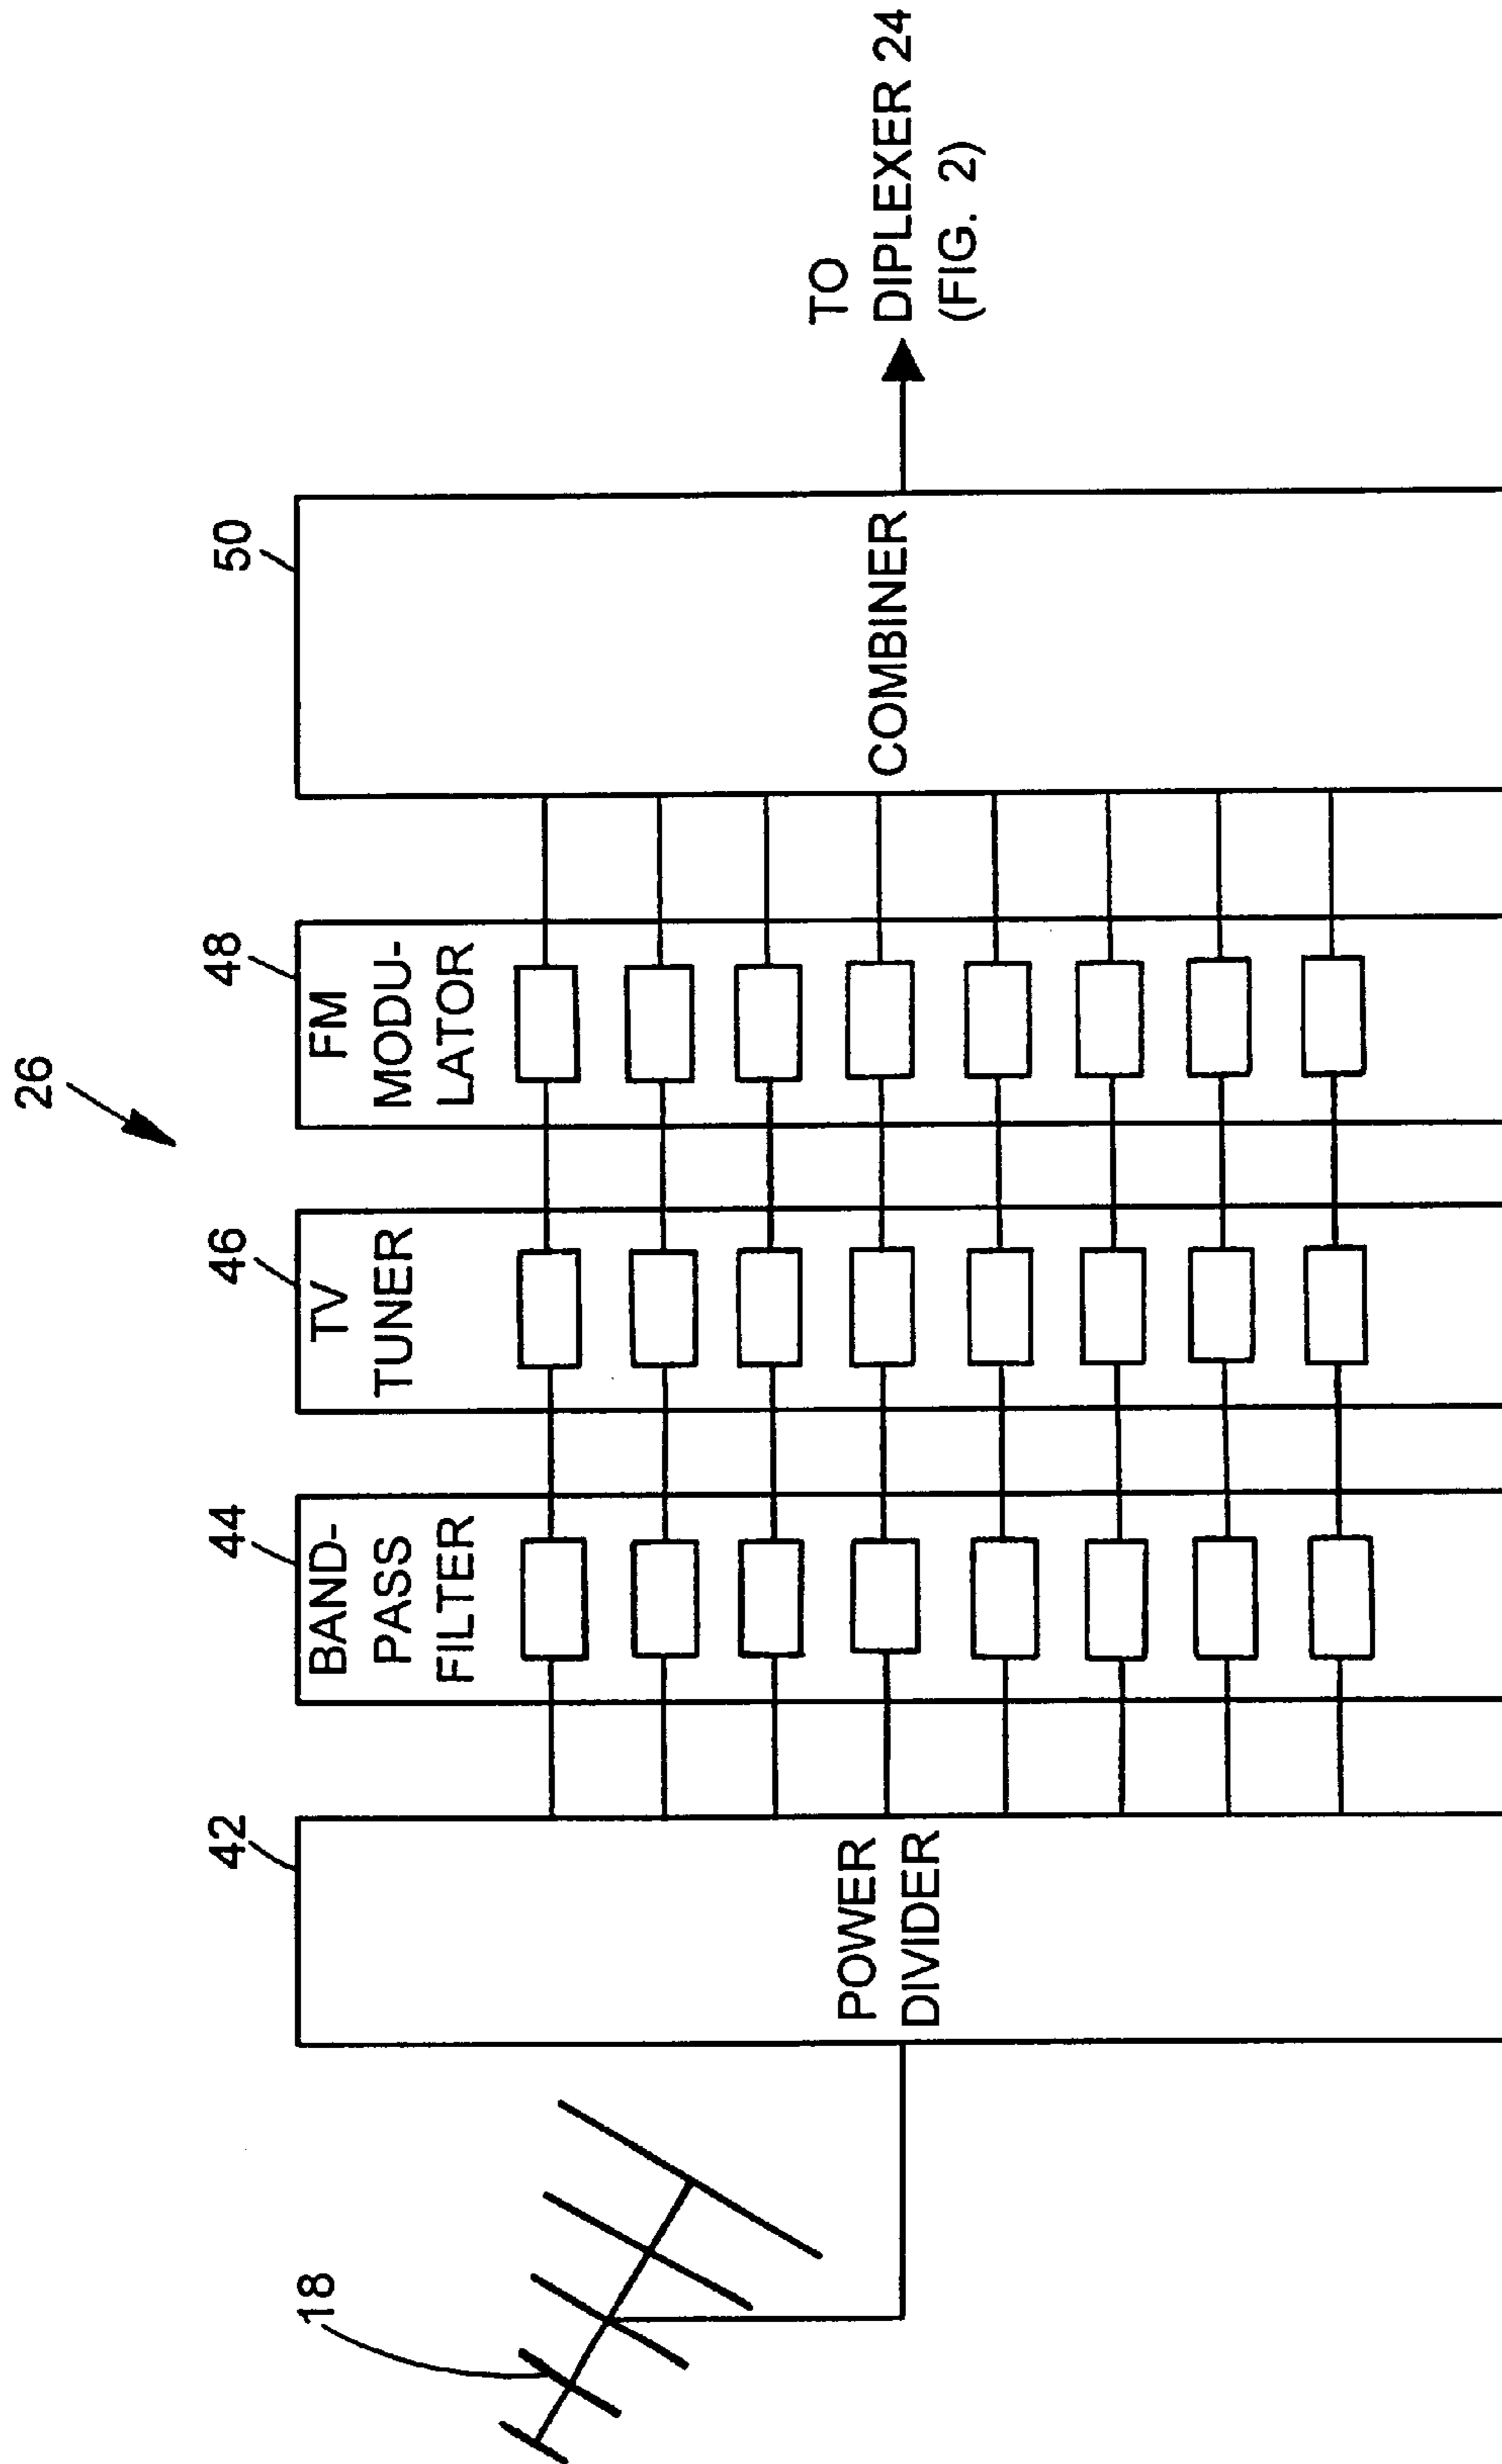 26
18
42
POWER
DIVIDER
44
BAND-
PASS
FILTER
46
TV
TUNER
48
FM
MODU-
LATOR
50
COMBINER
TO
DIPLEXER 24
(FIG. 2)